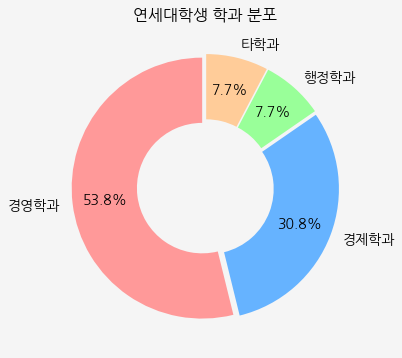 연세대학생 학과 분포
타학과
행정학과
7.7%
7.7%
경영학과
53.8%
30.8%
경제학과